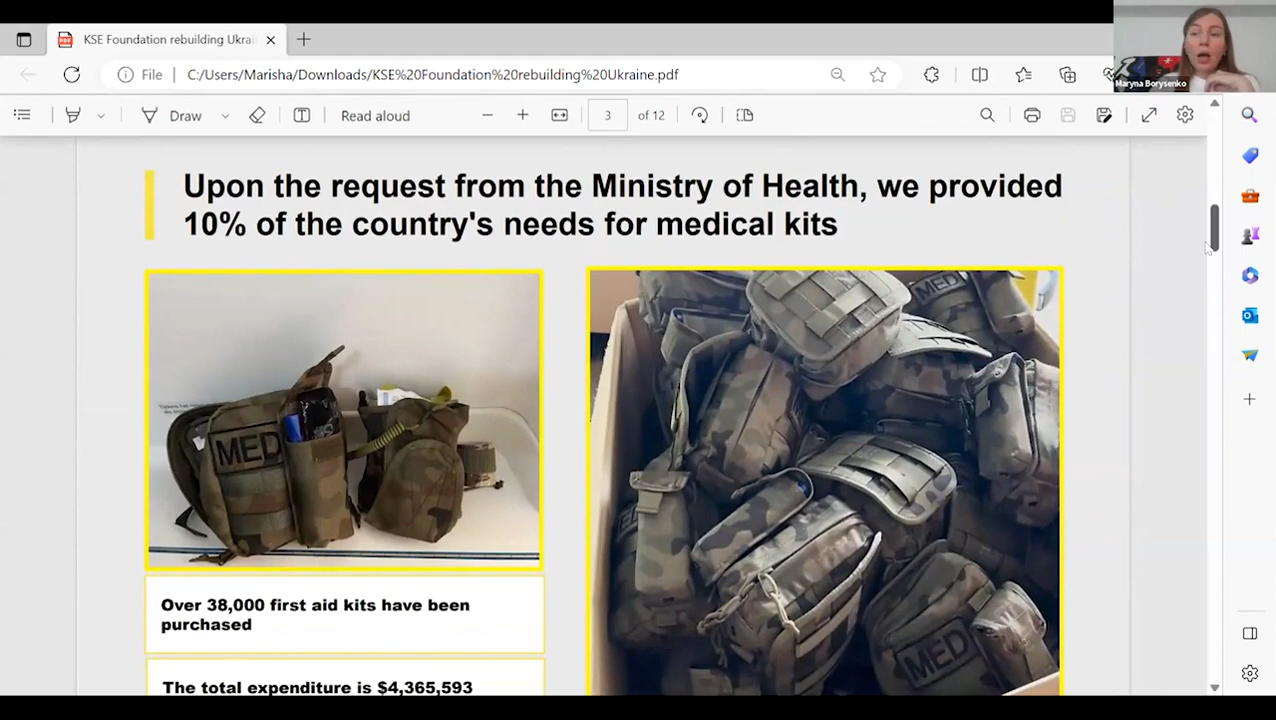 KSE Foundation rebuilding Ukrai
File
C:/Users/Marisha/Downloads/KSE%20Foundation%20rebuilding%20Ukraine.pdf
Maryna Borysenko
Draw
Read aloud
3
of 12
Upon the request from the Ministry of Health, we provided
10% of the country's needs for medical kits
MED
MED
MED
Over 38,000 first aid kits have been
purchased
The total expenditure is $4,365,593